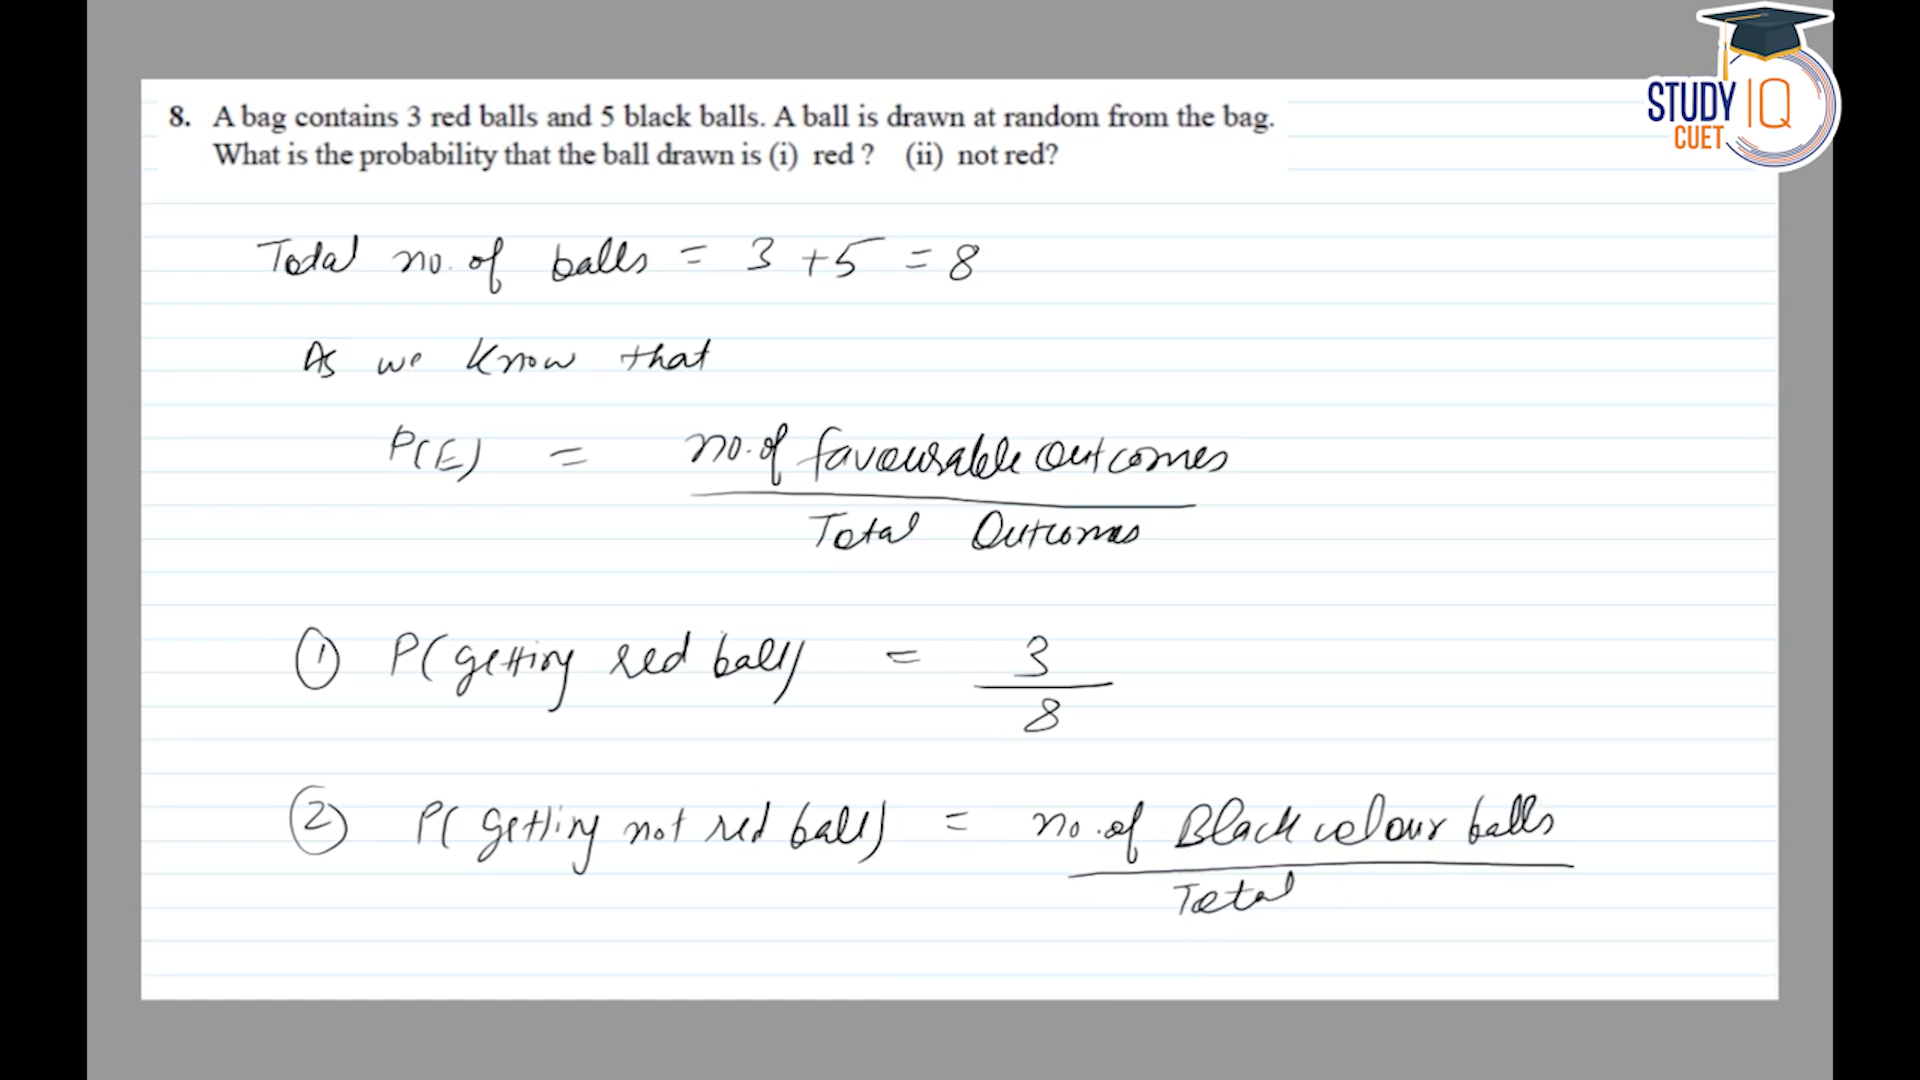 STUDY IQ
CUET
8. A bag contains 3 red balls and 5 black balls. A ball is drawn at random from the bag.
What is the probability that the ball drawn is (i) red ? (ii) not red?
Total no. of balls = 3 + 5 = 8
As we know that
P(E) = no. of favourable outcomes
Total Outcomes
① P(getting red ball) = 3
8
② P(getting not red ball) = no. of Black colour balls
Total